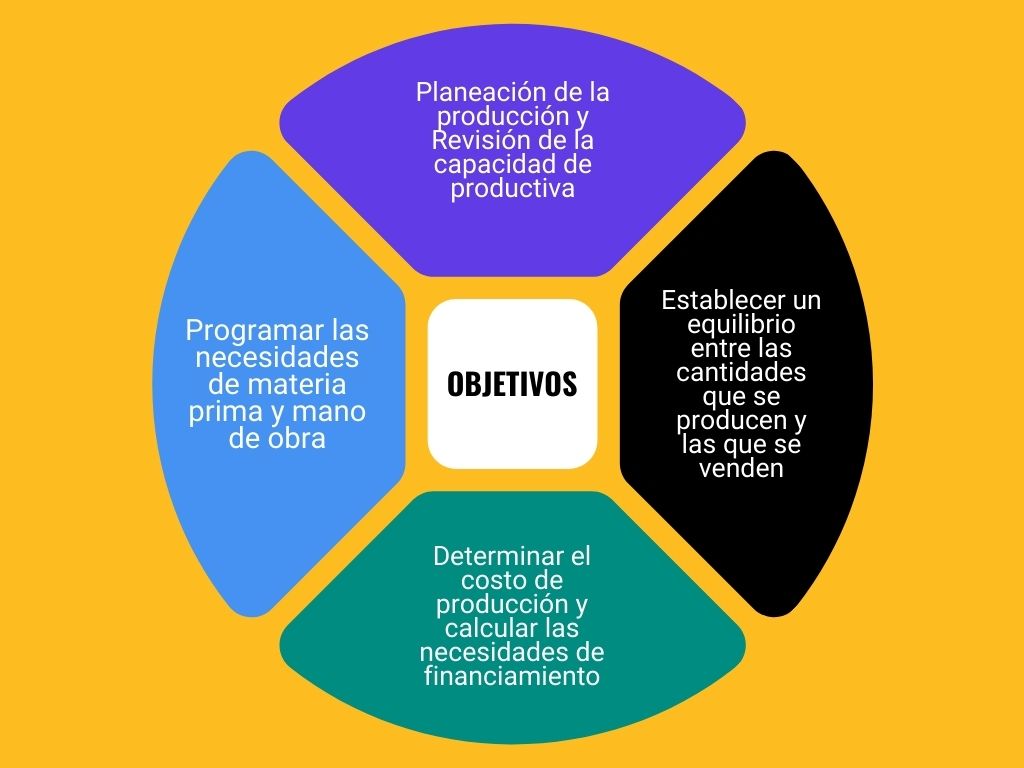 Planeación de la
producción y
Revisión de la
capacidad de
productiva
Programar las
necesidades
de materia
prima y mano
de obra
OBJETIVOS
Establecer un
equilibrio
entre las
cantidades
que se
producen y
las que se
venden
Determinar el
costo de
producción y
calcular las
necesidades de
financiamiento